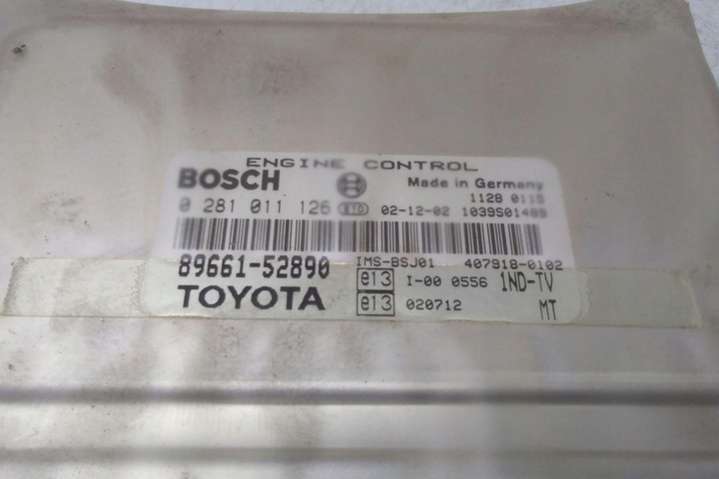 ENGINE CONTROL
BOSCH Made in Germany
1128 0115
0 281 011 126 02-12-02 1039S01489
IMS-BSJ01 407918-0102
89661-52890 e13 I-00 0556 1ND-TV
TOYOTA e13 020712 MT